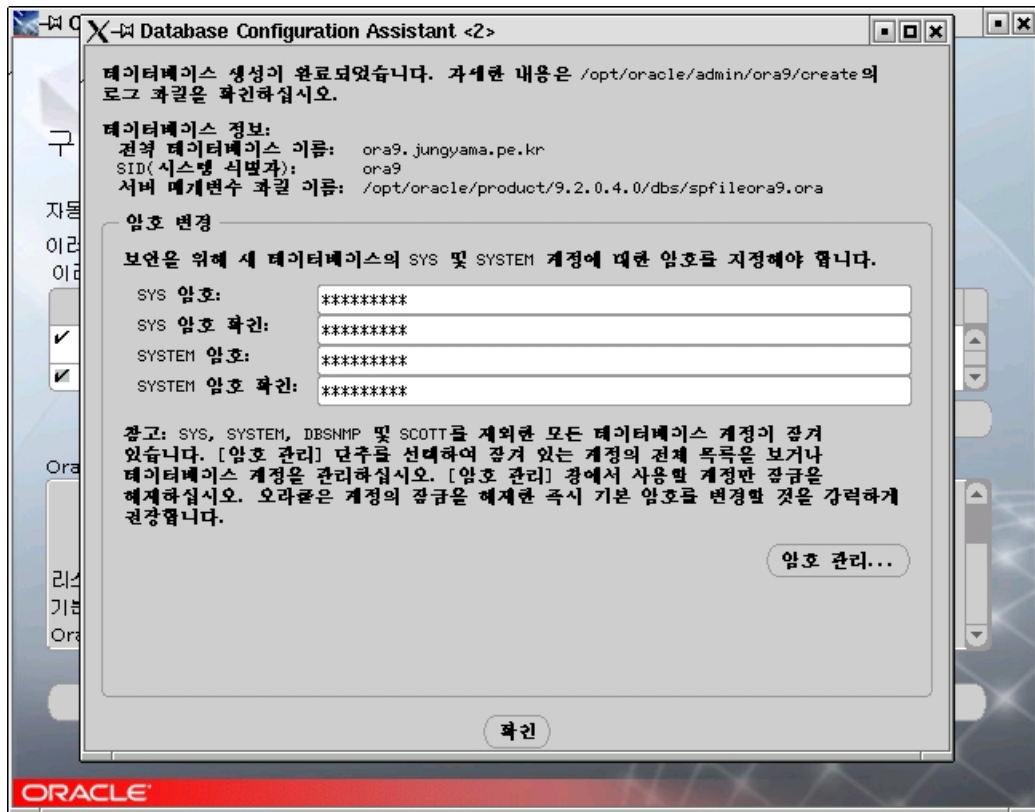 Database Configuration Assistant <2>
데이터베이스 생성이 완료되었습니다. 자세한 내용은 /opt/oracle/admin/ora9/create의
로그 파일을 확인하십시오.
데이터베이스 정보:
전역 데이터베이스 이름: ora9.jungyama.pe.kr
SID(시스템 식별자): ora9
서버 매개변수 파일 이름: /opt/oracle/product/9.2.0.4.0/dbs/spfileora9.ora
구
자동
암호 변경
이러
이러
보안을 위해 새 데이터베이스의 SYS 및 SYSTEM 계정에 대한 암호를 지정해야 합니다.
SYS 암호: *********
SYS 암호 확인: *********
SYSTEM 암호: *********
SYSTEM 암호 확인: *********
참고: SYS, SYSTEM, DBSNMP 및 SCOTT를 제외한 모든 데이터베이스 계정이 잠겨
있습니다. [암호 관리] 단추를 선택하여 잠겨 있는 계정의 전체 목록을 보거나
데이터베이스 계정을 관리하십시오. [암호 관리] 창에서 사용할 계정만 잠금을
해제하십시오. 오라클은 계정의 잠금을 해제한 즉시 기본 암호를 변경할 것을 강력하게
권장합니다.
Ora
암호 관리...
리스
기본
Ora
확인
ORACLE